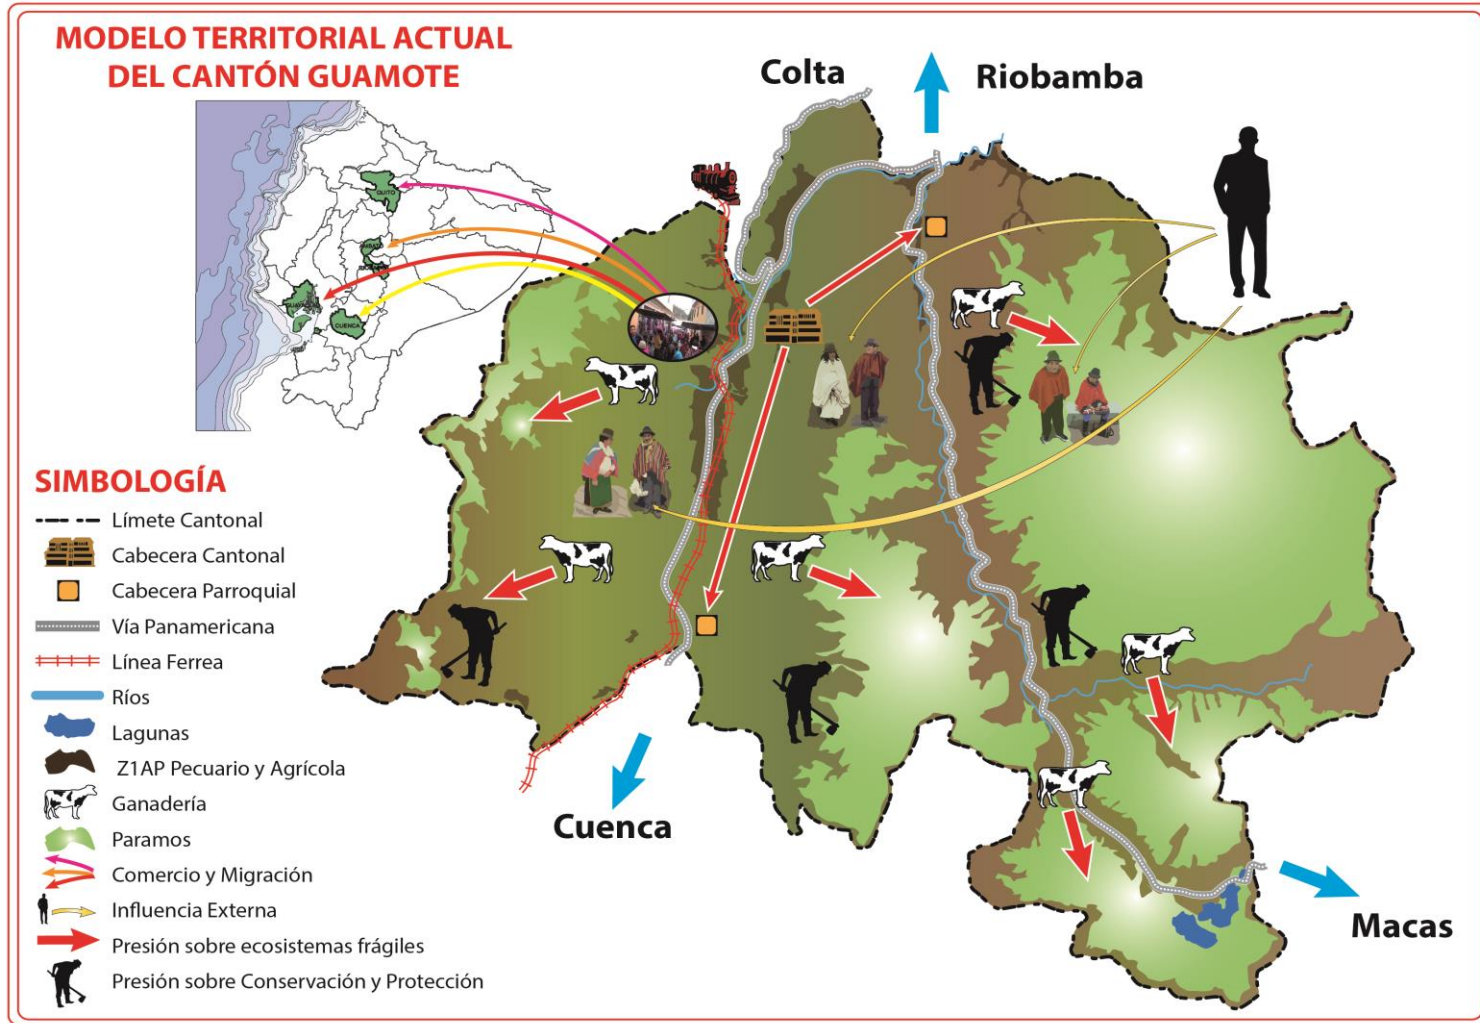 MODELO TERRITORIAL ACTUAL
DEL CANTÓN GUAMOTE
Colta
Riobamba
QUITO
CUENCA
SIMBOLOGÍA
Límete Cantonal
Cabecera Cantonal
Cabecera Parroquial
Vía Panamericana
Línea Ferrea
Ríos
Lagunas
Z1AP Pecuario y Agrícola
Ganadería
Paramos
Comercio y Migración
Influencia Externa
Presión sobre ecosistemas frágiles
Presión sobre Conservación y Protección
Cuenca
Macas